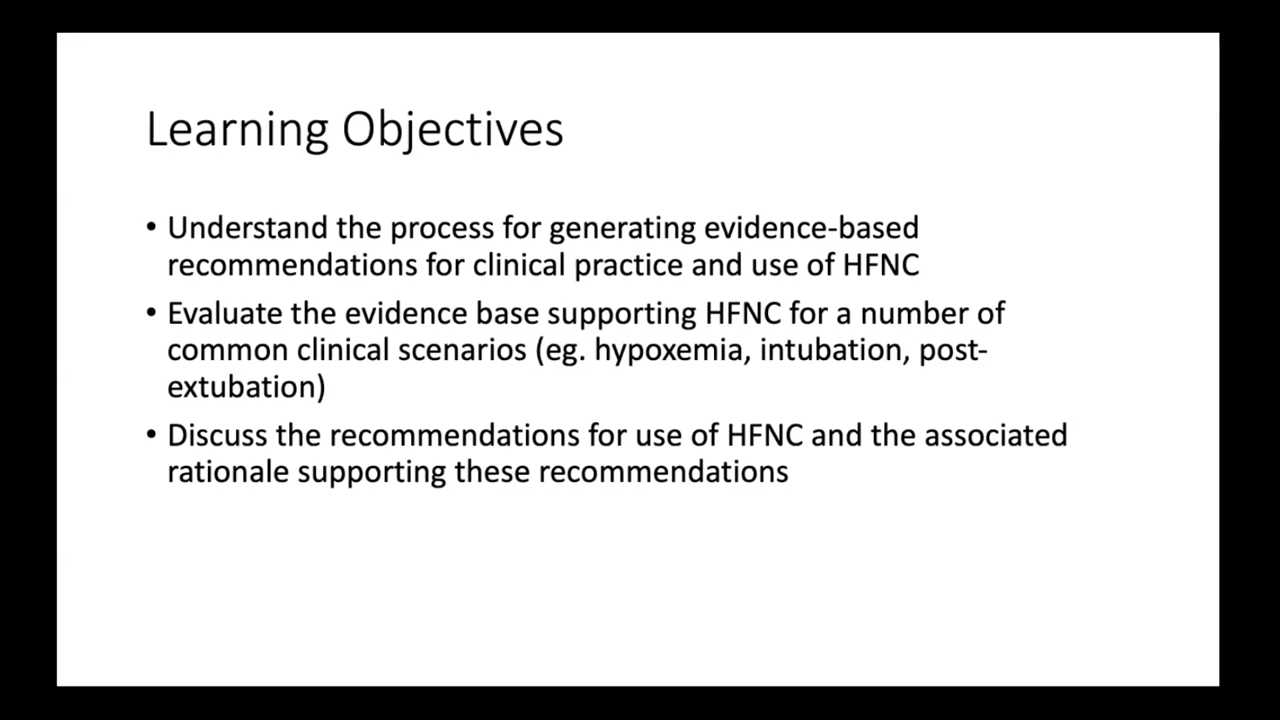 Learning Objectives
• Understand the process for generating evidence-based
recommendations for clinical practice and use of HFNC
• Evaluate the evidence base supporting HFNC for a number of
common clinical scenarios (eg. hypoxemia, intubation, post-
extubation)
• Discuss the recommendations for use of HFNC and the associated
rationale supporting these recommendations